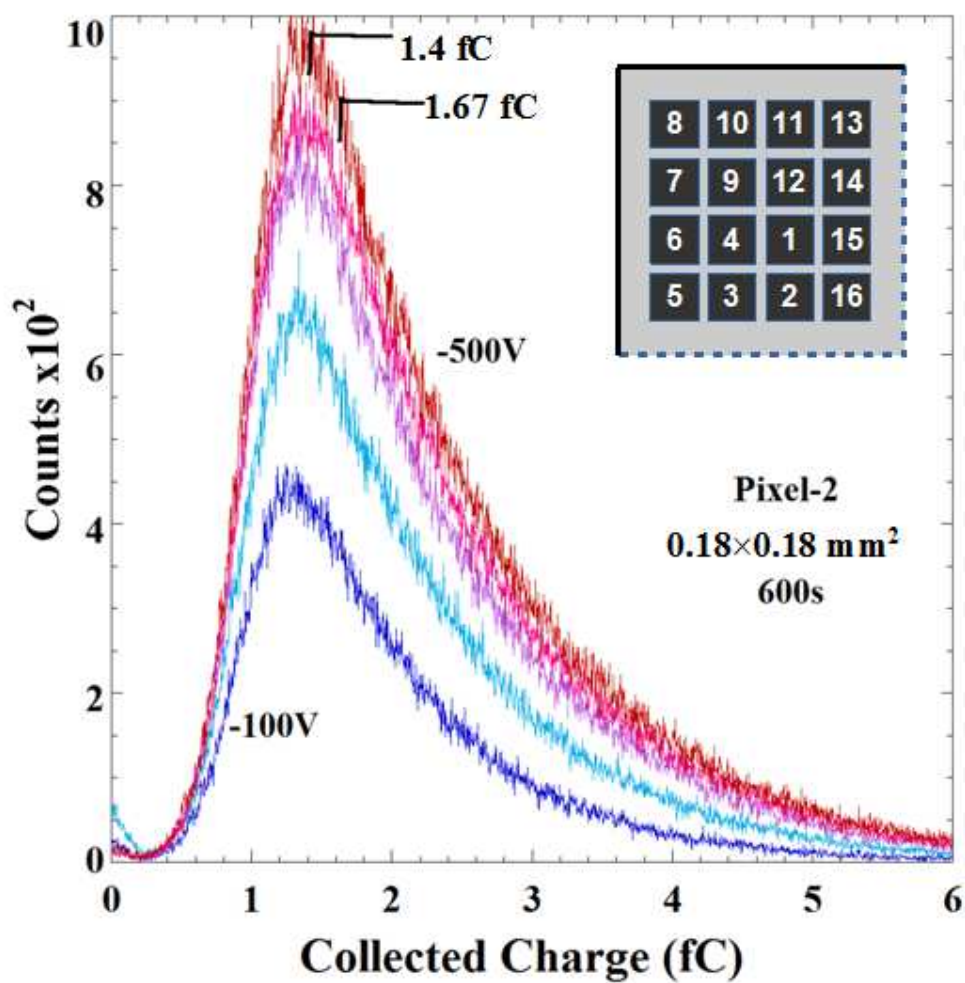 10
8
6
4
2
0
Counts x10²
1.4 fC
1.67 fC
8 10 11 13
7 9 12 14
6 4 1 15
5 3 2 16
-500V
Pixel-2
0.18×0.18 mm²
600s
-100V
0 1 2 3 4 5 6
Collected Charge (fC)